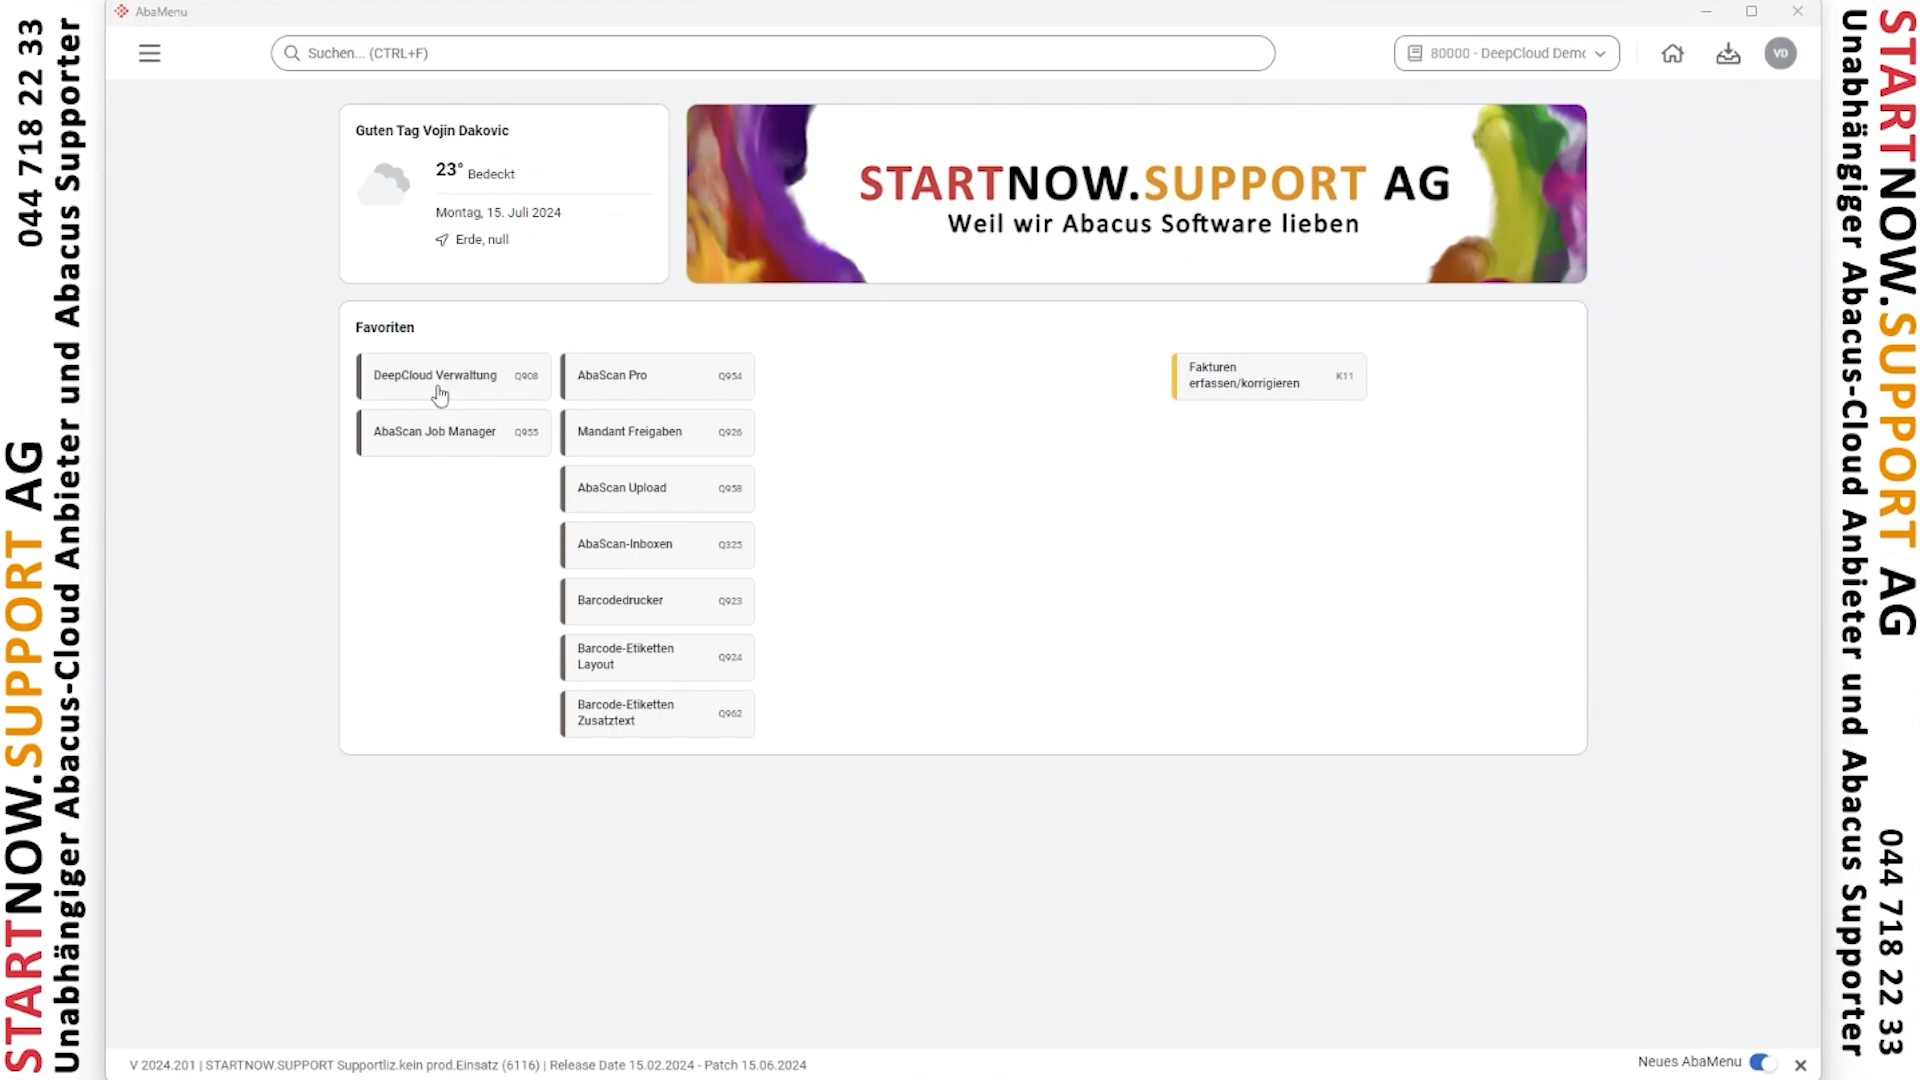 AbaMenu
Suchen... (CTRL+F)
80000 - DeepCloud Demo
VD
Guten Tag Vojin Dakovic
23° Bedeckt
Montag, 15. Juli 2024
Erde, null
STARTNOW.SUPPORT AG
Weil wir Abacus Software lieben
Favoriten
DeepCloud Verwaltung Q908
AbaScan Job Manager Q955
AbaScan Pro Q954
Mandant Freigaben Q926
AbaScan Upload Q958
AbaScan-Inboxen Q325
Barcodedrucker Q923
Barcode-Etiketten
Layout Q924
Barcode-Etiketten
Zusatztext Q962
Fakturen
erfassen/korrigieren K11
V 2024.201 | STARTNOW.SUPPORT Supportliz.kein prod.Einsatz (6116) | Release Date 15.02.2024 - Patch 15.06.2024
Neues AbaMenu
STARTNOW.SUPPORT AG 044 718 22 33
Unabhängiger Abacus-Cloud Anbieter und Abacus Supporter
STARTNOW.SUPPORT AG 044 718 22 33
Unabhängiger Abacus-Cloud Anbieter und Abacus Supporter